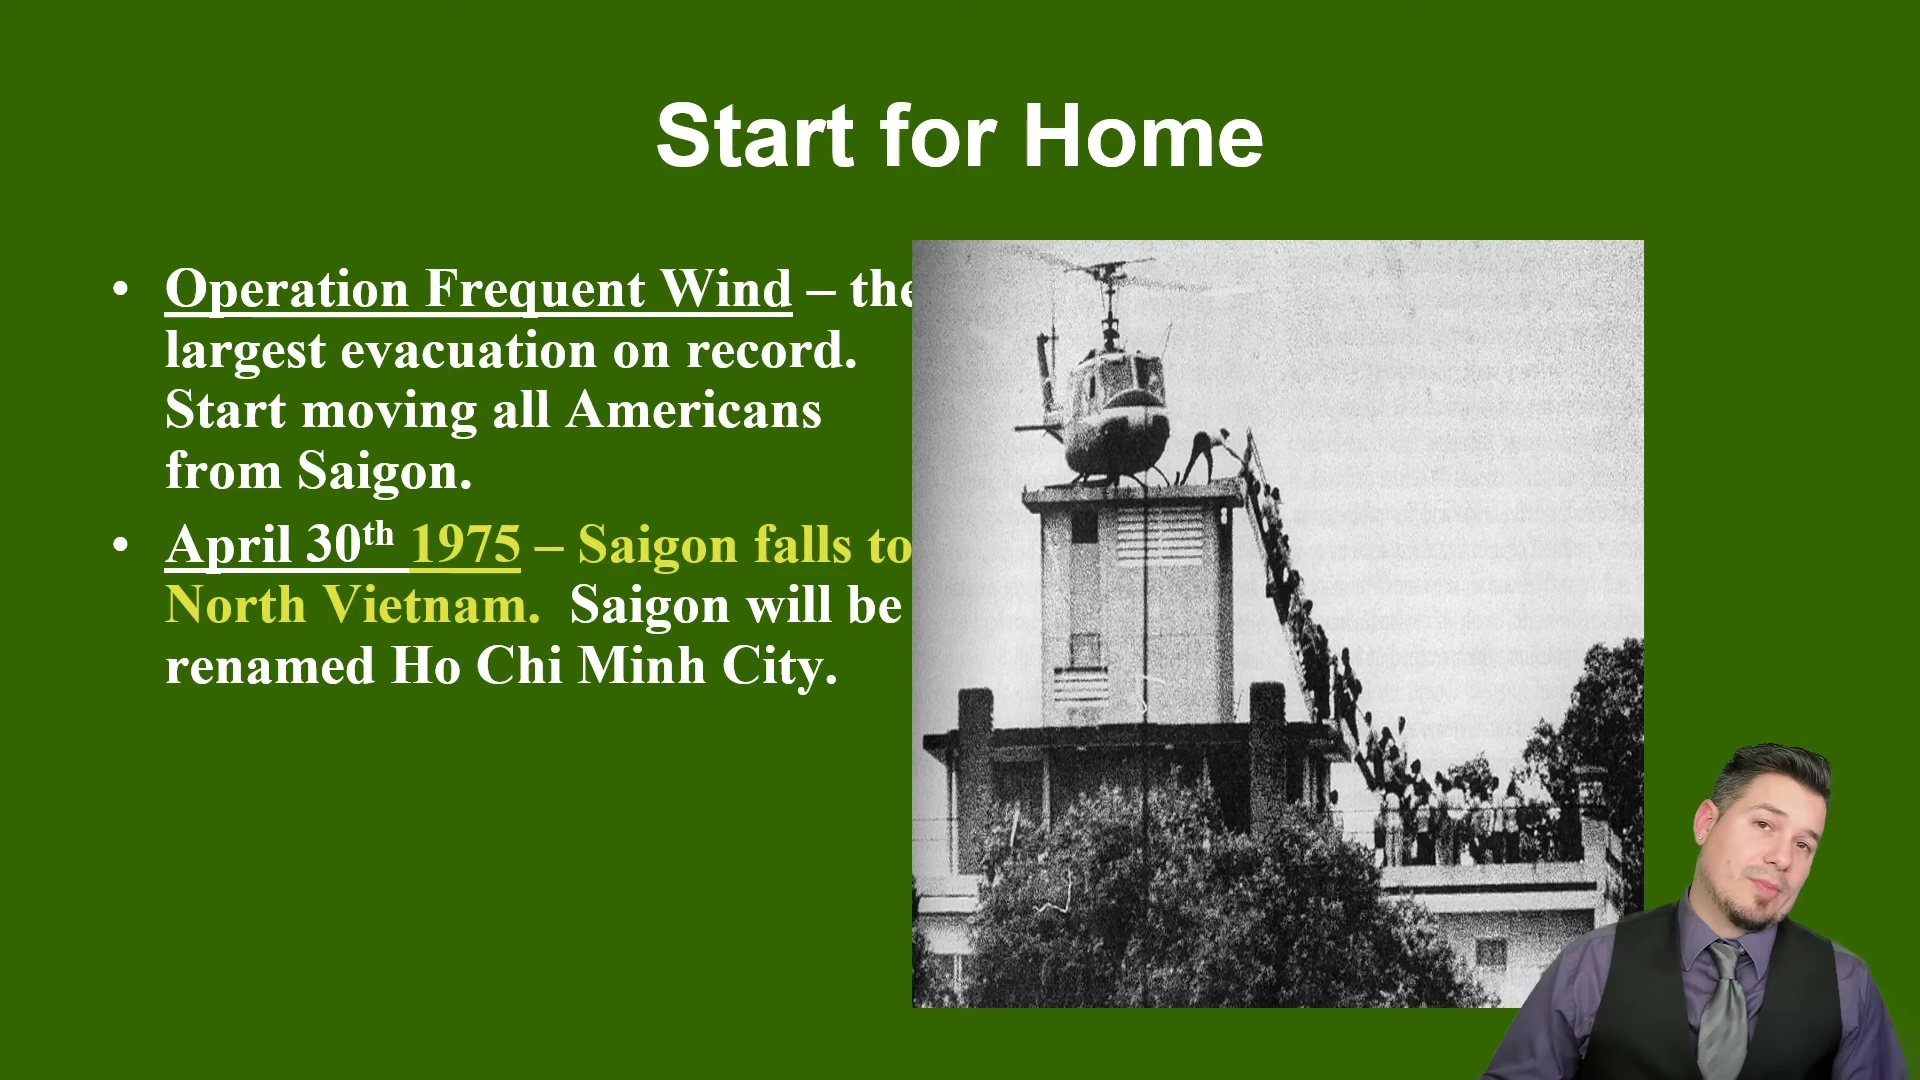 Start for Home
• Operation Frequent Wind – the
largest evacuation on record.
Start moving all Americans
from Saigon.
• April 30th 1975 – Saigon falls to
North Vietnam.  Saigon will be
renamed Ho Chi Minh City.